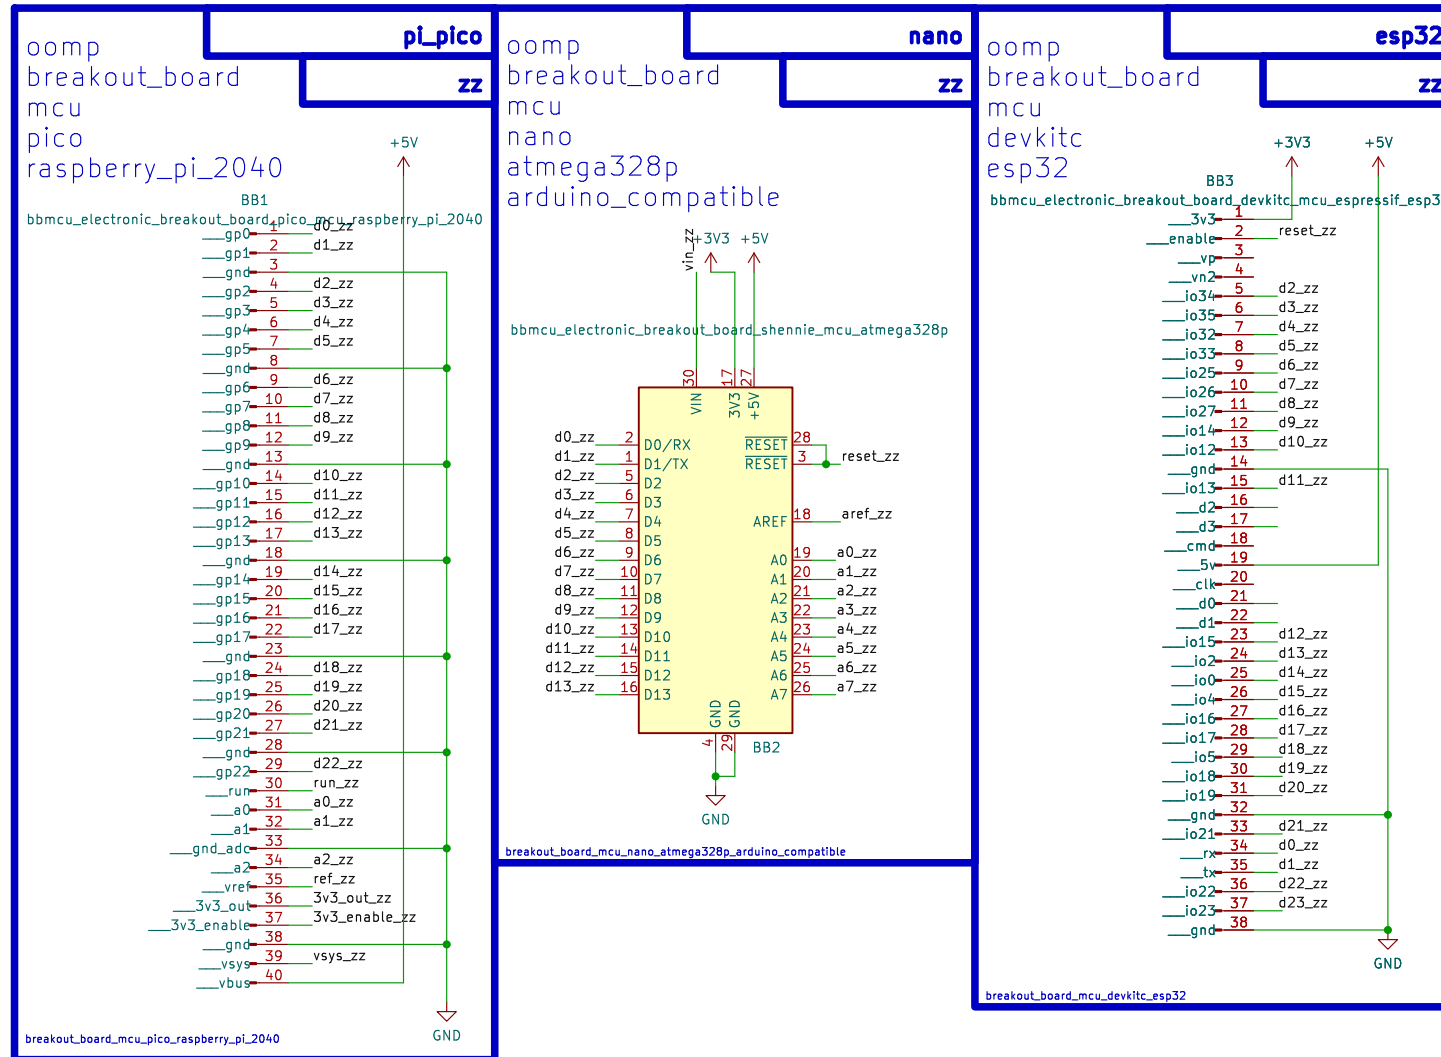 pi_pico
zz
oomp
breakout_board
mcu
pico
raspberry_pi_2040
+5V
BB1
bbmcu_electronic_breakout_board_pico_mcu_raspberry_pi_2040
___gp0 1 d0_zz
___gp1 2 d1_zz
___gnd 3
___gp2 4 d2_zz
___gp3 5 d3_zz
___gp4 6 d4_zz
___gp5 7 d5_zz
___gnd 8
___gp6 9 d6_zz
___gp7 10 d7_zz
___gp8 11 d8_zz
___gp9 12 d9_zz
___gnd 13
___gp10 14 d10_zz
___gp11 15 d11_zz
___gp12 16 d12_zz
___gp13 17 d13_zz
___gnd 18
___gp14 19 d14_zz
___gp15 20 d15_zz
___gp16 21 d16_zz
___gp17 22 d17_zz
___gnd 23
___gp18 24 d18_zz
___gp19 25 d19_zz
___gp20 26 d20_zz
___gp21 27 d21_zz
___gnd 28
___gp22 29 d22_zz
___run 30 run_zz
___a0 31 a0_zz
___a1 32 a1_zz
___gnd_adc 33
___a2 34 a2_zz
___vref 35 ref_zz
___3v3_out 36 3v3_out_zz
___3v3_enable 37 3v3_enable_zz
___gnd 38
___vsys 39 vsys_zz
___vbus 40
GND
breakout_board_mcu_pico_raspberry_pi_2040
nano
zz
oomp
breakout_board
mcu
nano
atmega328p
arduino_compatible
vin_zz
+3V3 +5V
bbmcu_electronic_breakout_board_shennie_mcu_atmega328p
30 17 27
VIN 3V3 +5V
d0_zz 2 D0/RX RESET 28
d1_zz 1 D1/TX RESET 3 reset_zz
d2_zz 5 D2
d3_zz 6 D3
d4_zz 7 D4 AREF 18 aref_zz
d5_zz 8 D5
d6_zz 9 D6 A0 19 a0_zz
d7_zz 10 D7 A1 20 a1_zz
d8_zz 11 D8 A2 21 a2_zz
d9_zz 12 D9 A3 22 a3_zz
d10_zz 13 D10 A4 23 a4_zz
d11_zz 14 D11 A5 24 a5_zz
d12_zz 15 D12 A6 25 a6_zz
d13_zz 16 D13 A7 26 a7_zz
GND GND
4 29
BB2
GND
breakout_board_mcu_nano_atmega328p_arduino_compatible
esp32
zz
oomp
breakout_board
mcu
devkitc
esp32
+3V3 +5V
BB3
bbmcu_electronic_breakout_board_devkitc_mcu_espressif_esp3
___3v3 1
___enable 2 reset_zz
___vp 3
___vn2 4
___io34 5 d2_zz
___io35 6 d3_zz
___io32 7 d4_zz
___io33 8 d5_zz
___io25 9 d6_zz
___io26 10 d7_zz
___io27 11 d8_zz
___io14 12 d9_zz
___io12 13 d10_zz
___gnd 14
___io13 15 d11_zz
___d2 16
___d3 17
___cmd 18
___5v 19
___clk 20
___d0 21
___d1 22
___io15 23 d12_zz
___io2 24 d13_zz
___io0 25 d14_zz
___io4 26 d15_zz
___io16 27 d16_zz
___io17 28 d17_zz
___io5 29 d18_zz
___io18 30 d19_zz
___io19 31 d20_zz
___gnd 32
___io21 33 d21_zz
___rx 34 d0_zz
___tx 35 d1_zz
___io22 36 d22_zz
___io23 37 d23_zz
___gnd 38
GND
breakout_board_mcu_devkitc_esp32